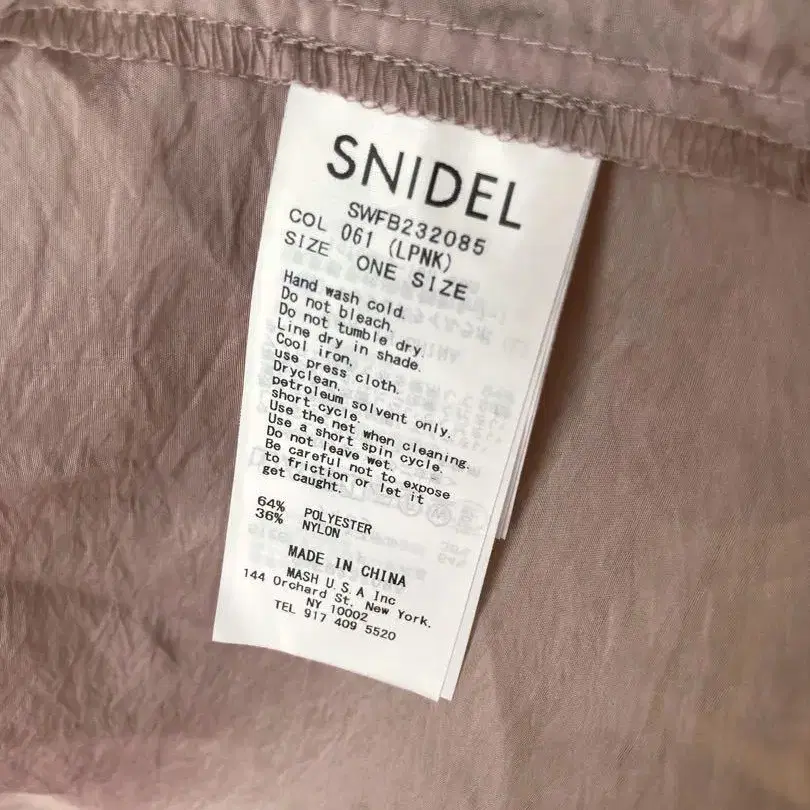 SNIDEL
SWFB232085
COL 061 (LPNK)
SIZE ONE SIZE
Hand wash cold.
Do not bleach.
Do not tumble dry.
Line dry in shade.
Cool iron.
use press cloth.
Dryclean.
petroleum solvent only.
short cycle.
Use the net when cleaning.
Use a short spin cycle.
Do not leave wet.
Be careful not to expose
to friction or let it
get caught.
64% POLYESTER
36% NYLON
MADE IN CHINA
MASH U S A Inc
144 Orchard St. New York.
NY 10002
TEL 917 409 5520